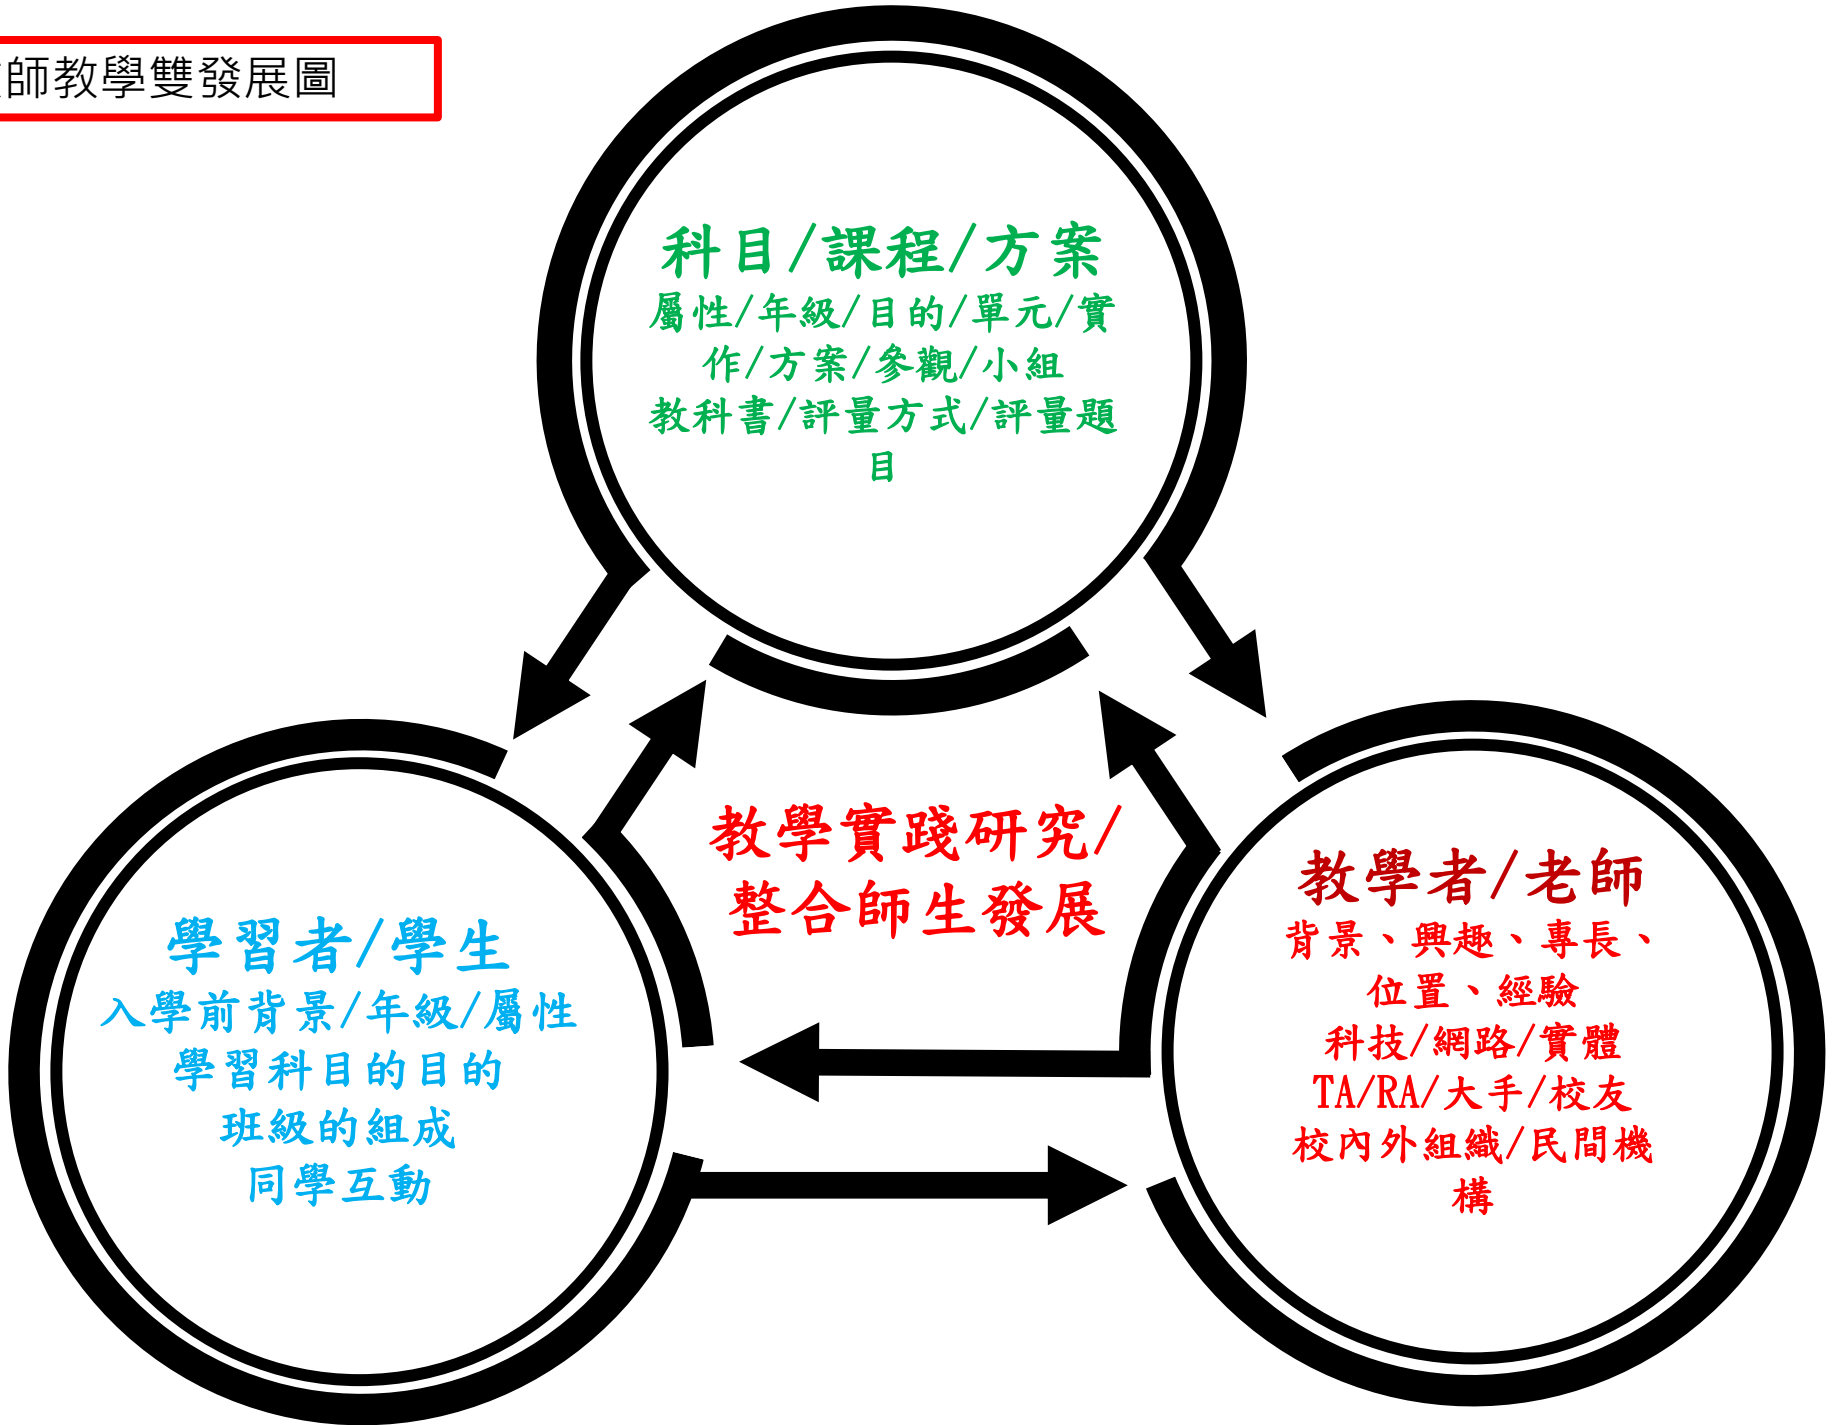 師教學雙發展圖
科目/課程/方案
屬性/年級/目的/單元/實
作/方案/參觀/小組
教科書/評量方式/評量題
目
教學實踐研究/
整合師生發展
學習者/學生
入學前背景/年級/屬性
學習科目的目的
班級的組成
同學互動
教學者/老師
背景、興趣、專長、
位置、經驗
科技/網路/實體
TA/RA/大手/校友
校內外組織/民間機
構